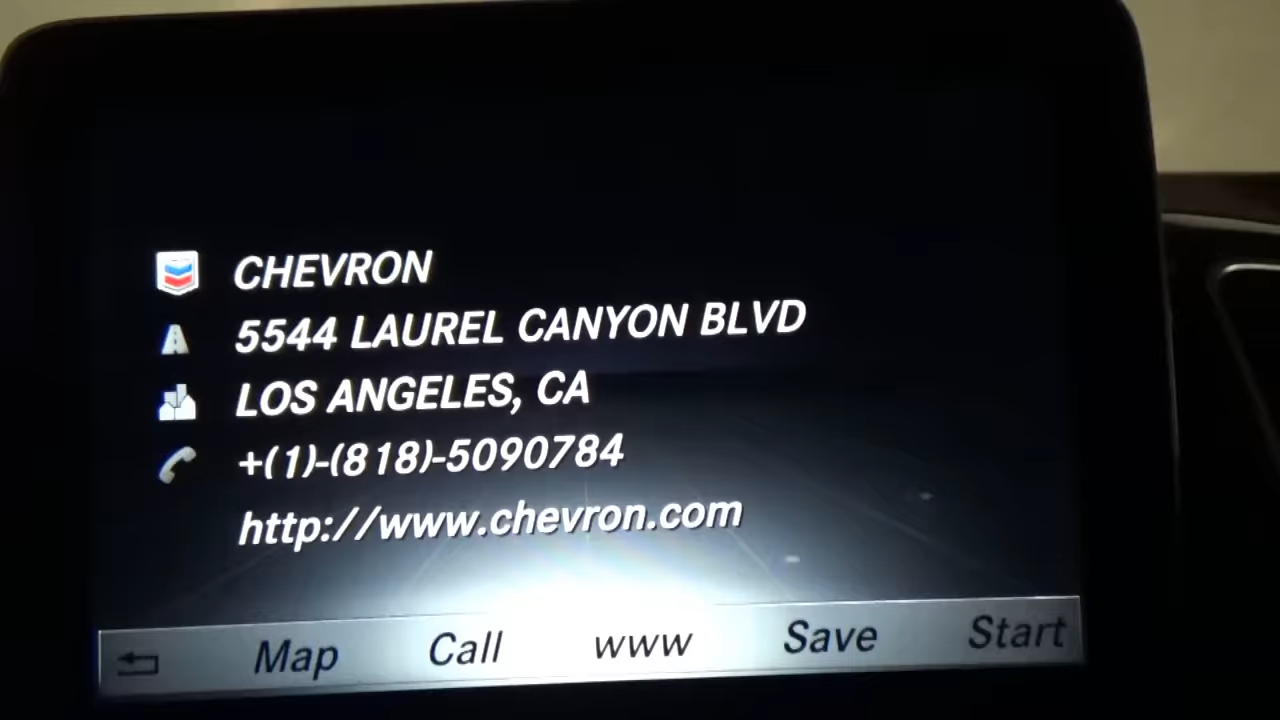 CHEVRON
5544 LAUREL CANYON BLVD
LOS ANGELES, CA
+(1)-(818)-5090784
http://www.chevron.com
Map Call www Save Start